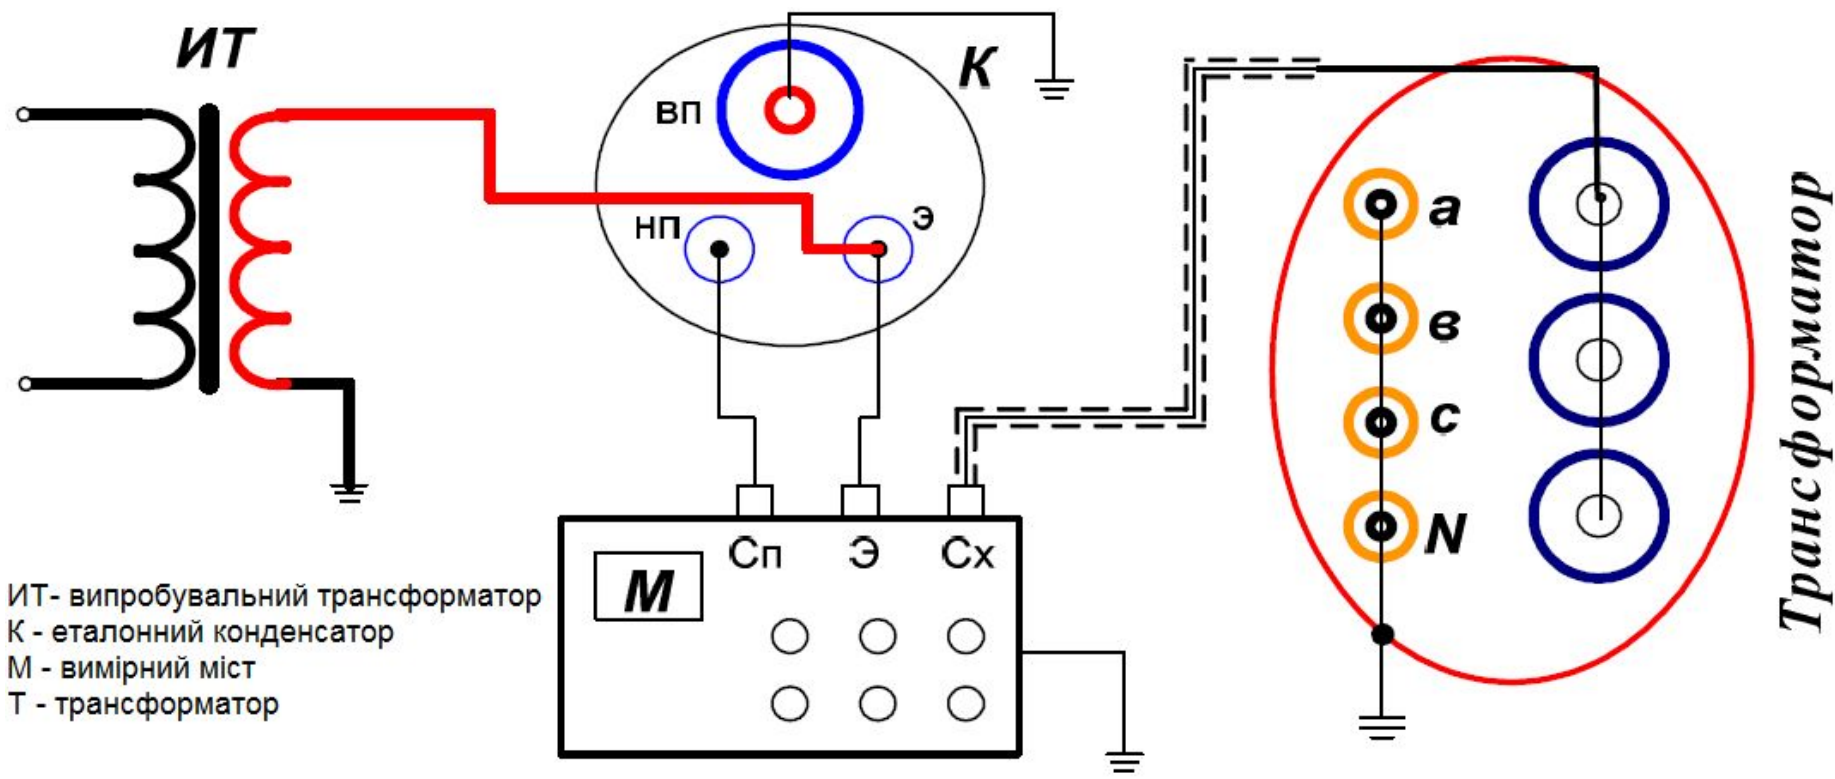 ИТ
К
ВП
НП
Э
а
в
с
N
Трансформатор
Сп Э Сх
М
ИТ- випробувальний трансформатор
К - еталонний конденсатор
М - вимірний міст
Т - трансформатор